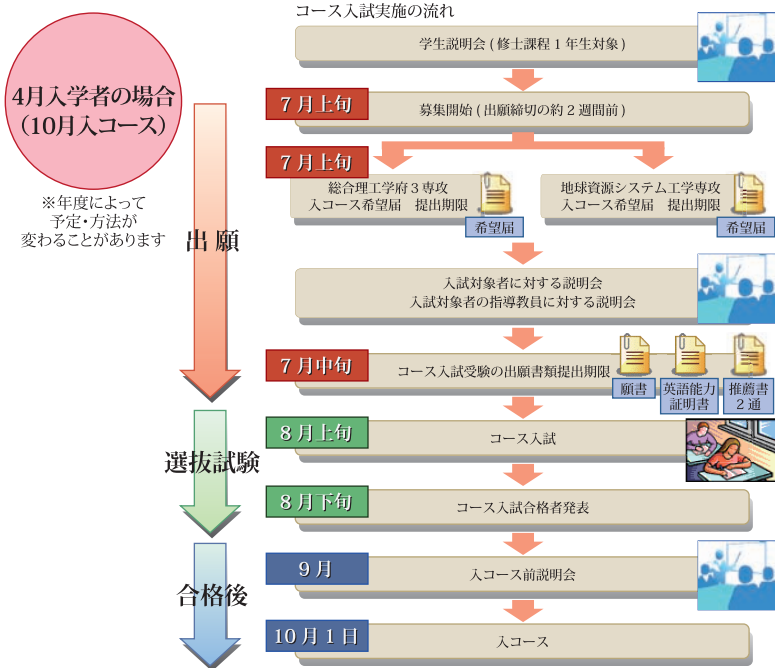 コース入試実施の流れ
4月入学者の場合
（10月入コース）
※年度によって
予定・方法が
変わることがあります
出願
選抜試験
合格後
学生説明会(修士課程1年生対象)
7月上旬
募集開始(出願締切の約2週間前)
7月上旬
総合理工学府3専攻
入コース希望届　提出期限
希望届
地球資源システム工学専攻
入コース希望届　提出期限
希望届
入試対象者に対する説明会
入試対象者の指導教員に対する説明会
7月中旬
コース入試受験の出願書類提出期限
願書
英語能力
証明書
推薦書
2通
8月上旬
コース入試
8月下旬
コース入試合格者発表
9月
入コース前説明会
10月1日
入コース